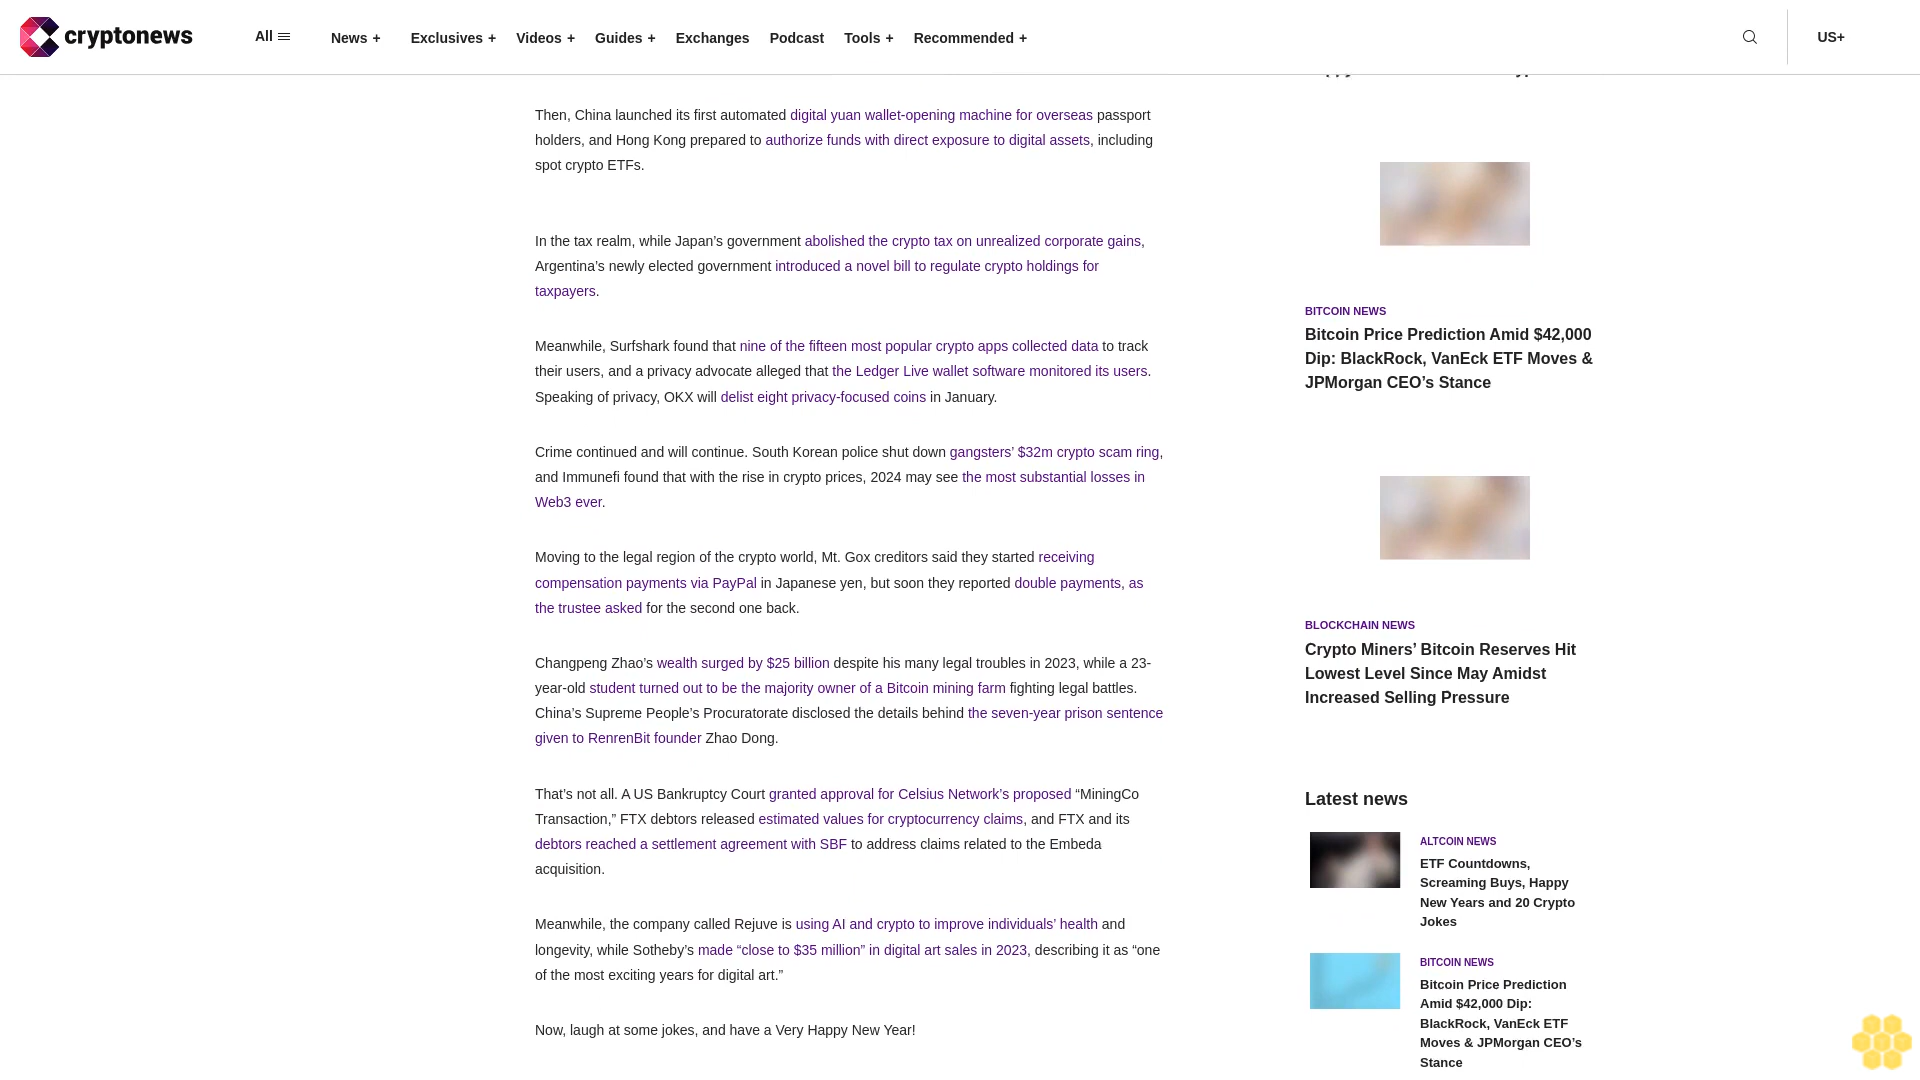 cryptonews
All
News +
Exclusives +
Videos +
Guides +
Exchanges
Podcast
Tools +
Recommended +
US+
Then, China launched its first automated digital yuan wallet-opening machine for overseas passport
holders, and Hong Kong prepared to authorize funds with direct exposure to digital assets, including
spot crypto ETFs.
In the tax realm, while Japan’s government abolished the crypto tax on unrealized corporate gains,
Argentina’s newly elected government introduced a novel bill to regulate crypto holdings for
taxpayers.
Meanwhile, Surfshark found that nine of the fifteen most popular crypto apps collected data to track
their users, and a privacy advocate alleged that the Ledger Live wallet software monitored its users.
Speaking of privacy, OKX will delist eight privacy-focused coins in January.
Crime continued and will continue. South Korean police shut down gangsters’ $32m crypto scam ring,
and Immunefi found that with the rise in crypto prices, 2024 may see the most substantial losses in
Web3 ever.
Moving to the legal region of the crypto world, Mt. Gox creditors said they started receiving
compensation payments via PayPal in Japanese yen, but soon they reported double payments, as
the trustee asked for the second one back.
Changpeng Zhao’s wealth surged by $25 billion despite his many legal troubles in 2023, while a 23-
year-old student turned out to be the majority owner of a Bitcoin mining farm fighting legal battles.
China’s Supreme People’s Procuratorate disclosed the details behind the seven-year prison sentence
given to RenrenBit founder Zhao Dong.
That’s not all. A US Bankruptcy Court granted approval for Celsius Network’s proposed “MiningCo
Transaction,” FTX debtors released estimated values for cryptocurrency claims, and FTX and its
debtors reached a settlement agreement with SBF to address claims related to the Embeda
acquisition.
Meanwhile, the company called Rejuve is using AI and crypto to improve individuals’ health and
longevity, while Sotheby’s made “close to $35 million” in digital art sales in 2023, describing it as “one
of the most exciting years for digital art.”
Now, laugh at some jokes, and have a Very Happy New Year!
BITCOIN NEWS
Bitcoin Price Prediction Amid $42,000
Dip: BlackRock, VanEck ETF Moves &
JPMorgan CEO’s Stance
BLOCKCHAIN NEWS
Crypto Miners’ Bitcoin Reserves Hit
Lowest Level Since May Amidst
Increased Selling Pressure
Latest news
ALTCOIN NEWS
ETF Countdowns,
Screaming Buys, Happy
New Years and 20 Crypto
Jokes
BITCOIN NEWS
Bitcoin Price Prediction
Amid $42,000 Dip:
BlackRock, VanEck ETF
Moves & JPMorgan CEO’s
Stance